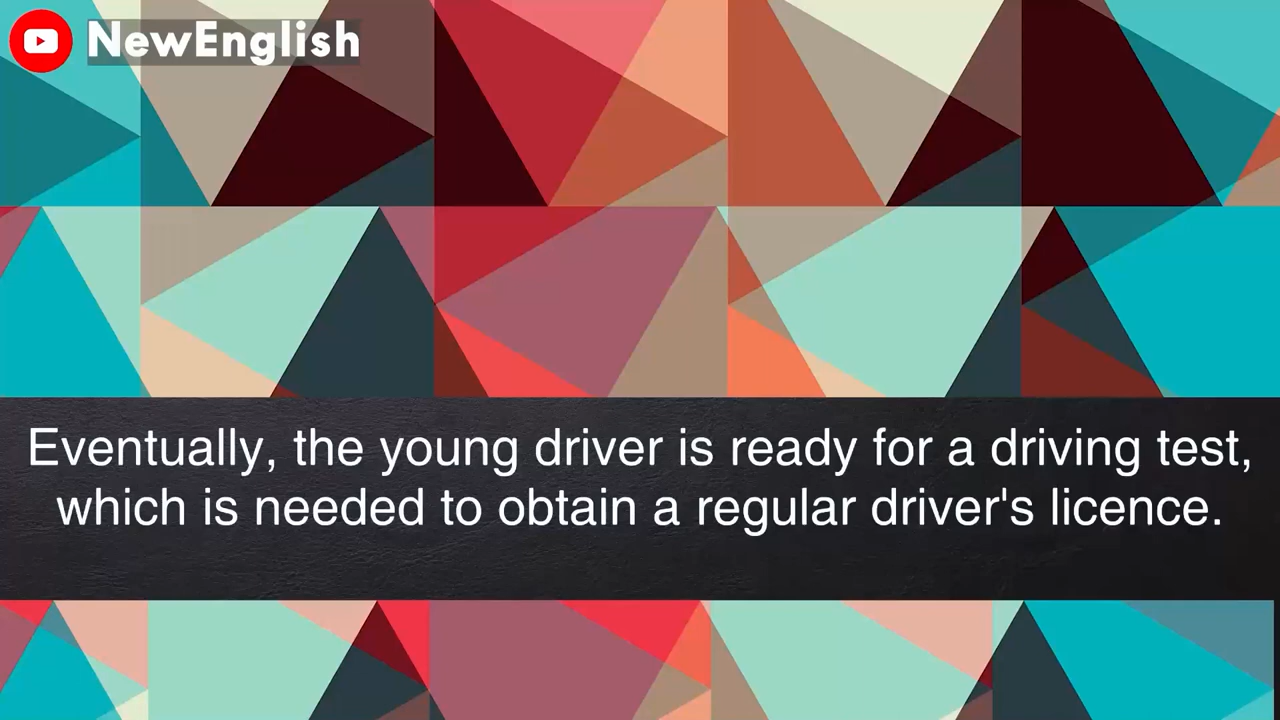 NewEnglish
Eventually, the young driver is ready for a driving test,
which is needed to obtain a regular driver's licence.